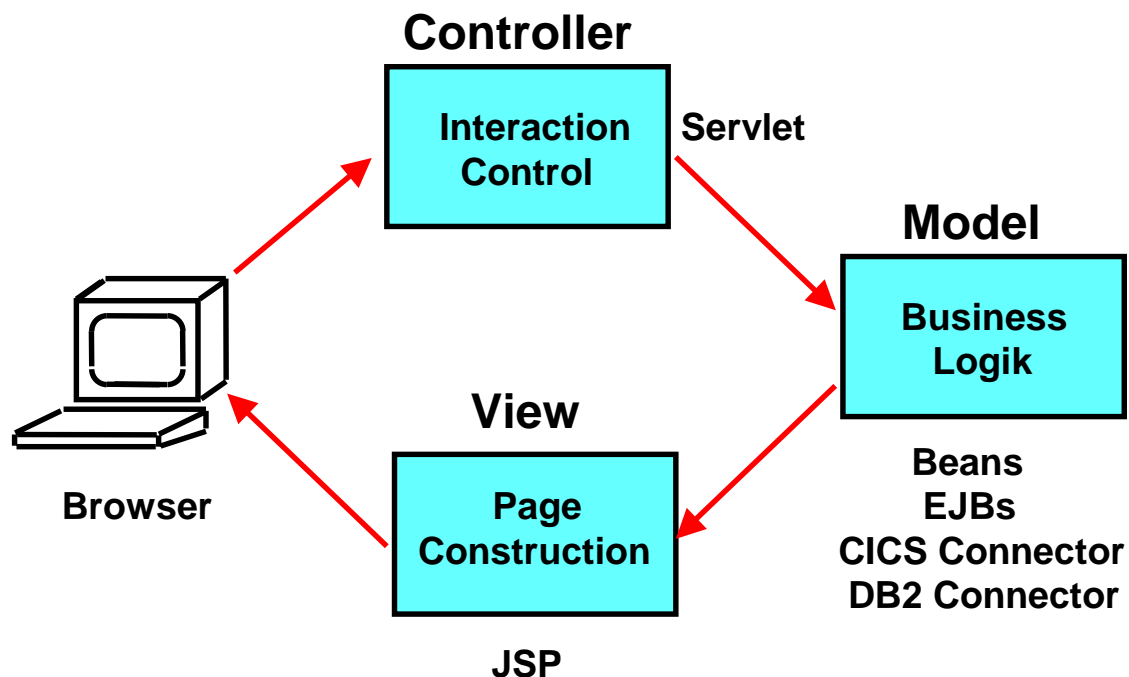 Controller
Interaction
Control
Servlet
Model
Business
Logik
Beans
EJBs
CICS Connector
DB2 Connector
View
Page
Construction
JSP
Browser